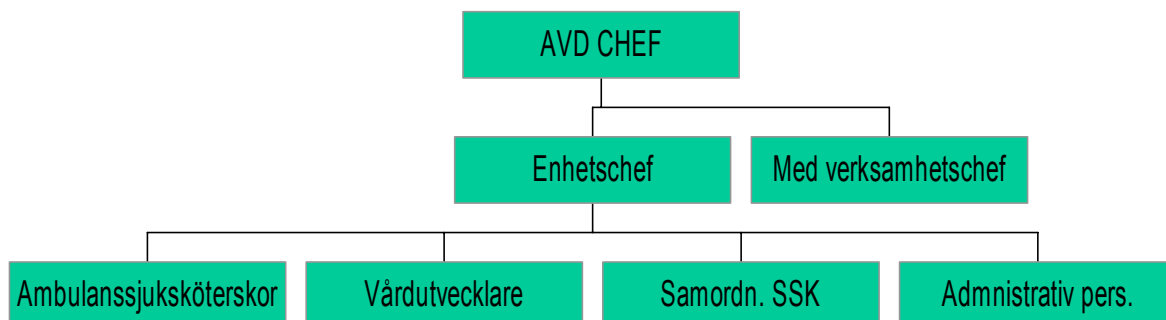 AVD CHEF
Enhetschef
Med verksamhetschef
Ambulanssjuksköterskor
Vårdutvecklare
Samordn. SSK
Admnistrativ pers.